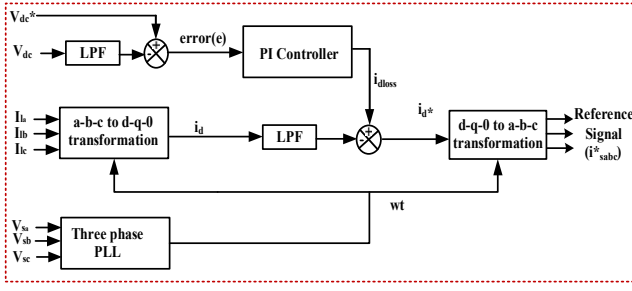 Vdc*
Vdc
LPF
+
-
error(e)
PI Controller
idloss
Ila
Ilb
Ilc
a-b-c to d-q-0
transformation
id
LPF
+
-
id*
d-q-0 to a-b-c
transformation
Reference
Signal
(i*sabc)
wt
Vsa
Vsb
Vsc
Three phase
PLL